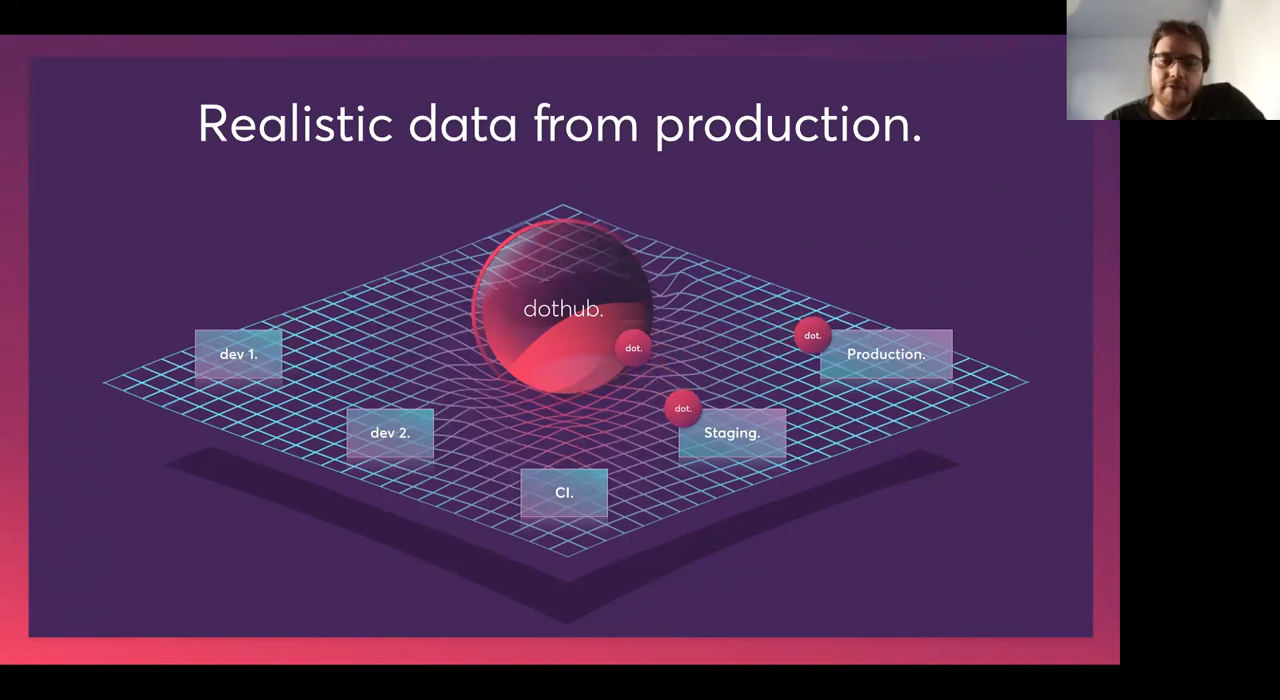 Realistic data from production.
dothub.
dot.
dot.
dev 1.
Production.
dot.
dev 2.
Staging.
CI.